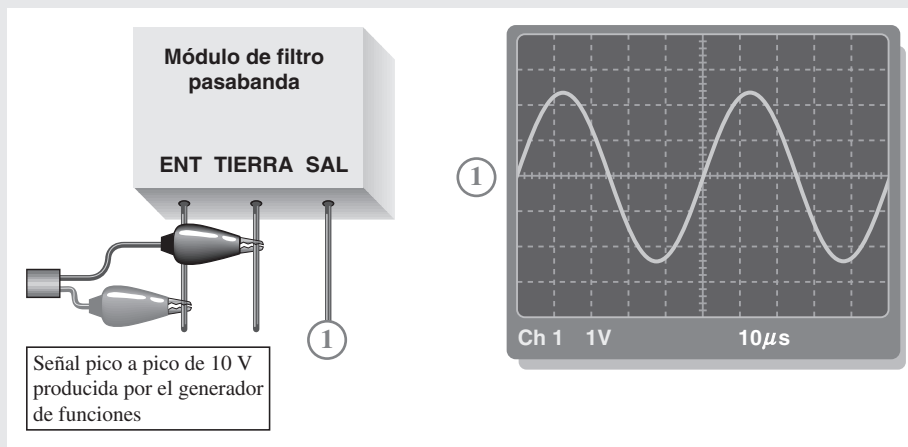 Módulo de filtro
pasabanda
ENT TIERRA SAL
1
Señal pico a pico de 10 V
producida por el generador
de funciones
1
Ch 1 1V 10μs